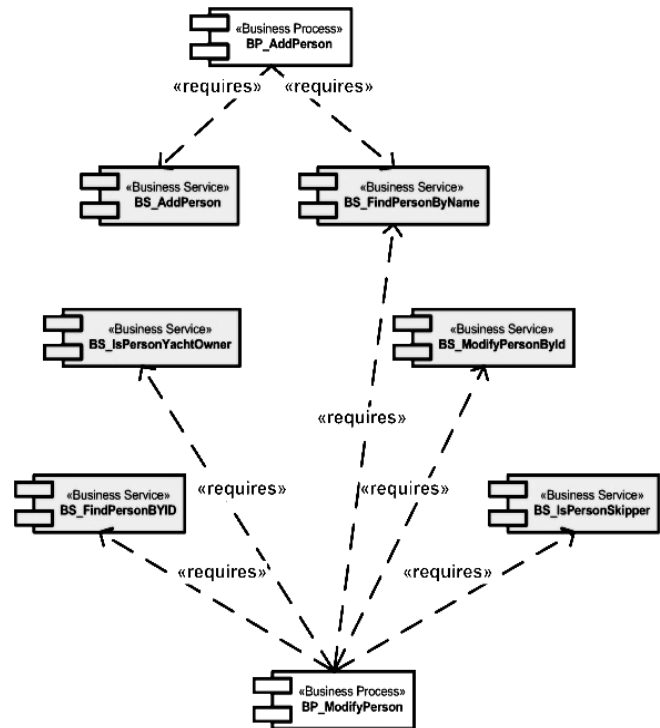 «Business Process»
BP_AddPerson
«requires» «requires»
«Business Service»
BS_AddPerson
«Business Service»
BS_FindPersonByName
«Business Service»
BS_IsPersonYachtOwner
«Business Service»
BS_ModifyPersonById
«requires»
«requires»
«requires»
«Business Service»
BS_FindPersonBYID
«Business Service»
BS_IsPersonSkipper
«requires»
«requires»
«Business Process»
BP_ModifyPerson